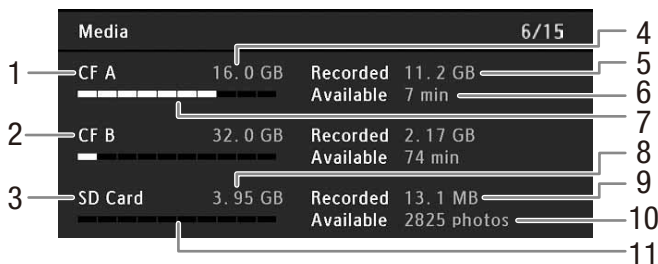 Media 6/15 4
1 CF A 16.0 GB Recorded 11.2 GB 5
Available 7 min 6
7
2 CF B 32.0 GB Recorded 2.17 GB
Available 74 min 8
3 SD Card 3.95 GB Recorded 13.1 MB 9
Available 2825 photos 10
11